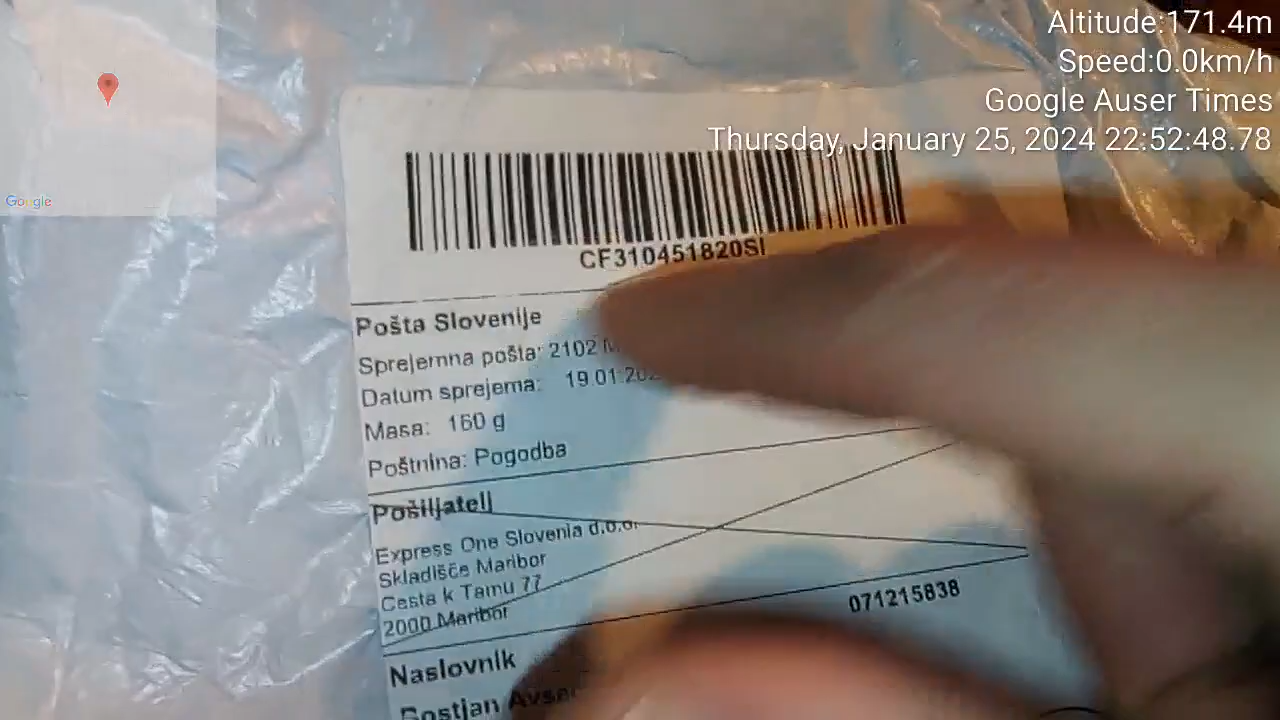 Altitude:171.4m
Speed:0.0km/h
Google Auser Times
Thursday, January 25, 2024 22:52:48.78
Google
CF310451820SI
Pošta Slovenije
Sprejemna pošta: 2102
Datum sprejema: 19.01.202
Masa: 160 g
Poštnina: Pogodba
Pošiljatelj
Express One Slovenia d.o.o.
Skladišče Maribor
Cesta k Tamu 77
2000 Maribor
071215838
Naslovnik